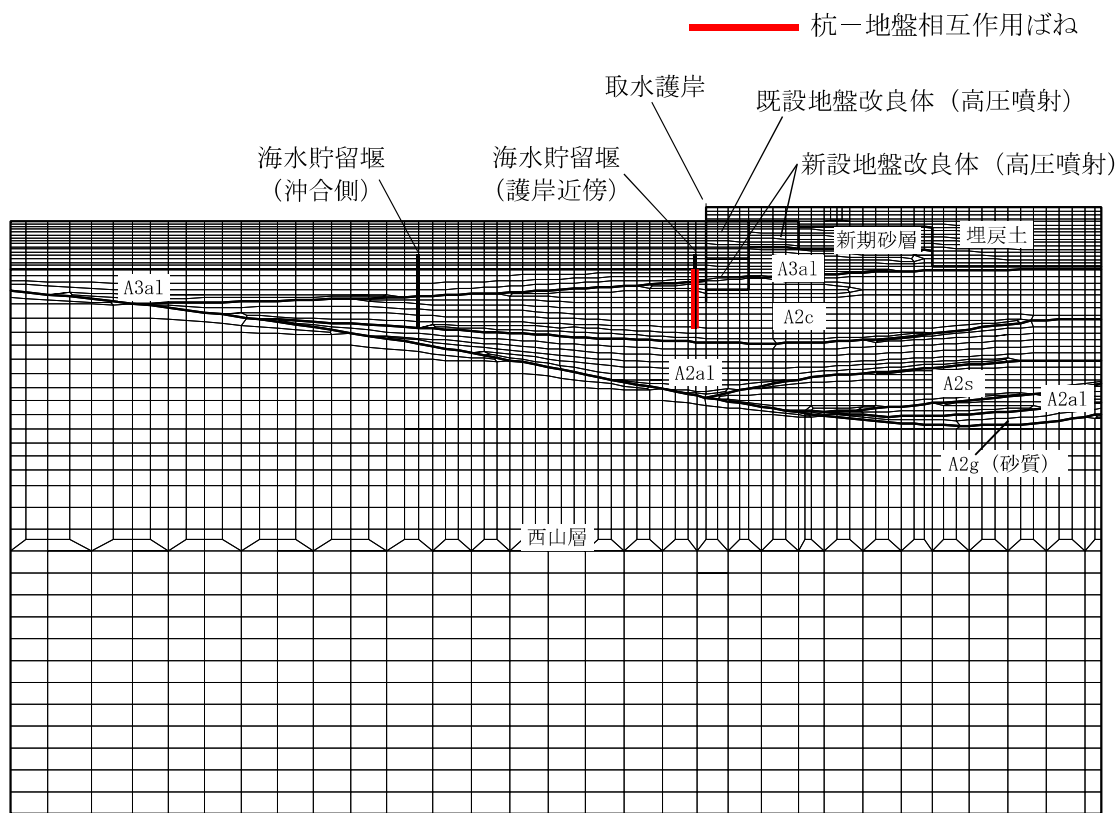 杭－地盤相互作用ばね
取水護岸
既設地盤改良体（高圧噴射）
海水貯留堰
（沖合側）
海水貯留堰
（護岸近傍）
新設地盤改良体（高圧噴射）
新期砂層
埋戻土
A3al
A3al
A2c
A2al
A2s
A2al
A2g（砂質）
西山層